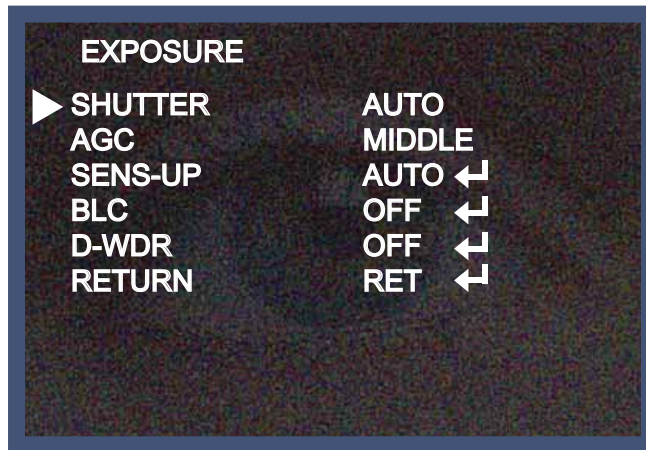 EXPOSURE
SHUTTER AUTO
AGC MIDDLE
SENS-UP AUTO ↵
BLC OFF ↵
D-WDR OFF ↵
RETURN RET ↵